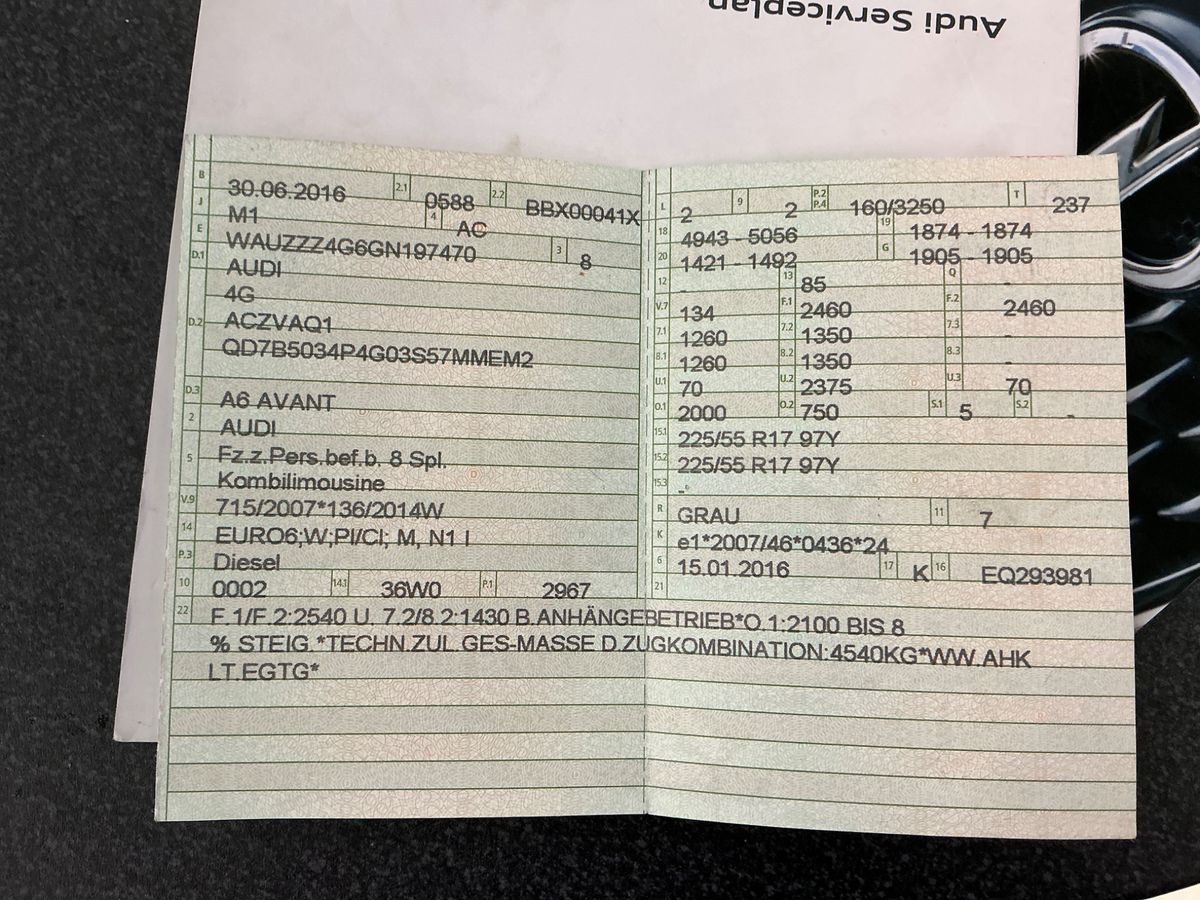 Audi Serviceplan
B 30.06.2016 2.1 0588 2.2 BBX00041X
J M1 4 AC
E WAUZZZ4G6GN197470 3 8
D.1 AUDI
4G
D.2 ACZVAQ1
QD7B5034P4G03S57MMEM2
D.3 A6 AVANT
2 AUDI
5 Fz.z.Pers.bef.b. 8 Spl.
Kombilimousine
V.9 715/2007*136/2014W
14 EURO6;W;PI/CI; M, N1 I
P.3 Diesel
10 0002 14.1 36W0 P.1 2967
L 2 9 2 P.2 P.4 160/3250 T 237
18 4943 - 5056 19 1874 - 1874
20 1421 - 1492 G 1905 - 1905
12 13 85 Q -
V.7 134 F.1 2460 F.2 2460
7.1 1260 7.2 1350 7.3 -
8.1 1260 8.2 1350 8.3 -
U.1 70 U.2 2375 U.3 70
O.1 2000 O.2 750 S.1 5 S.2 -
15.1 225/55 R17 97Y
15.2 225/55 R17 97Y
15.3 -
R GRAU 11 7
K e1*2007/46*0436*24
6 15.01.2016 17 K 16 EQ293981
21
22 F.1/F.2:2540 U. 7.2/8.2:1430 B.ANHÄNGEBETRIEB*O.1:2100 BIS 8
% STEIG.*TECHN.ZUL.GES-MASSE D.ZUGKOMBINATION:4540KG*WW.AHK
LT.EGTG*